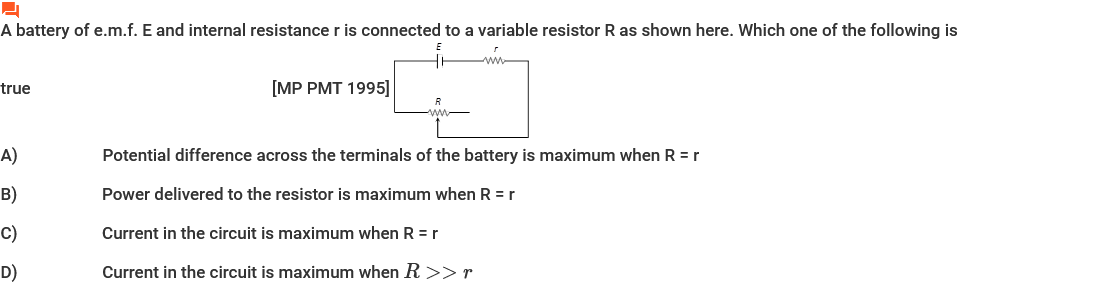 A battery of e.m.f. E and internal resistance r is connected to a variable resistor R as shown here. Which one of the following is
E r
true [MP PMT 1995]
R
A) Potential difference across the terminals of the battery is maximum when R = r
B) Power delivered to the resistor is maximum when R = r
C) Current in the circuit is maximum when R = r
D) Current in the circuit is maximum when R >> r